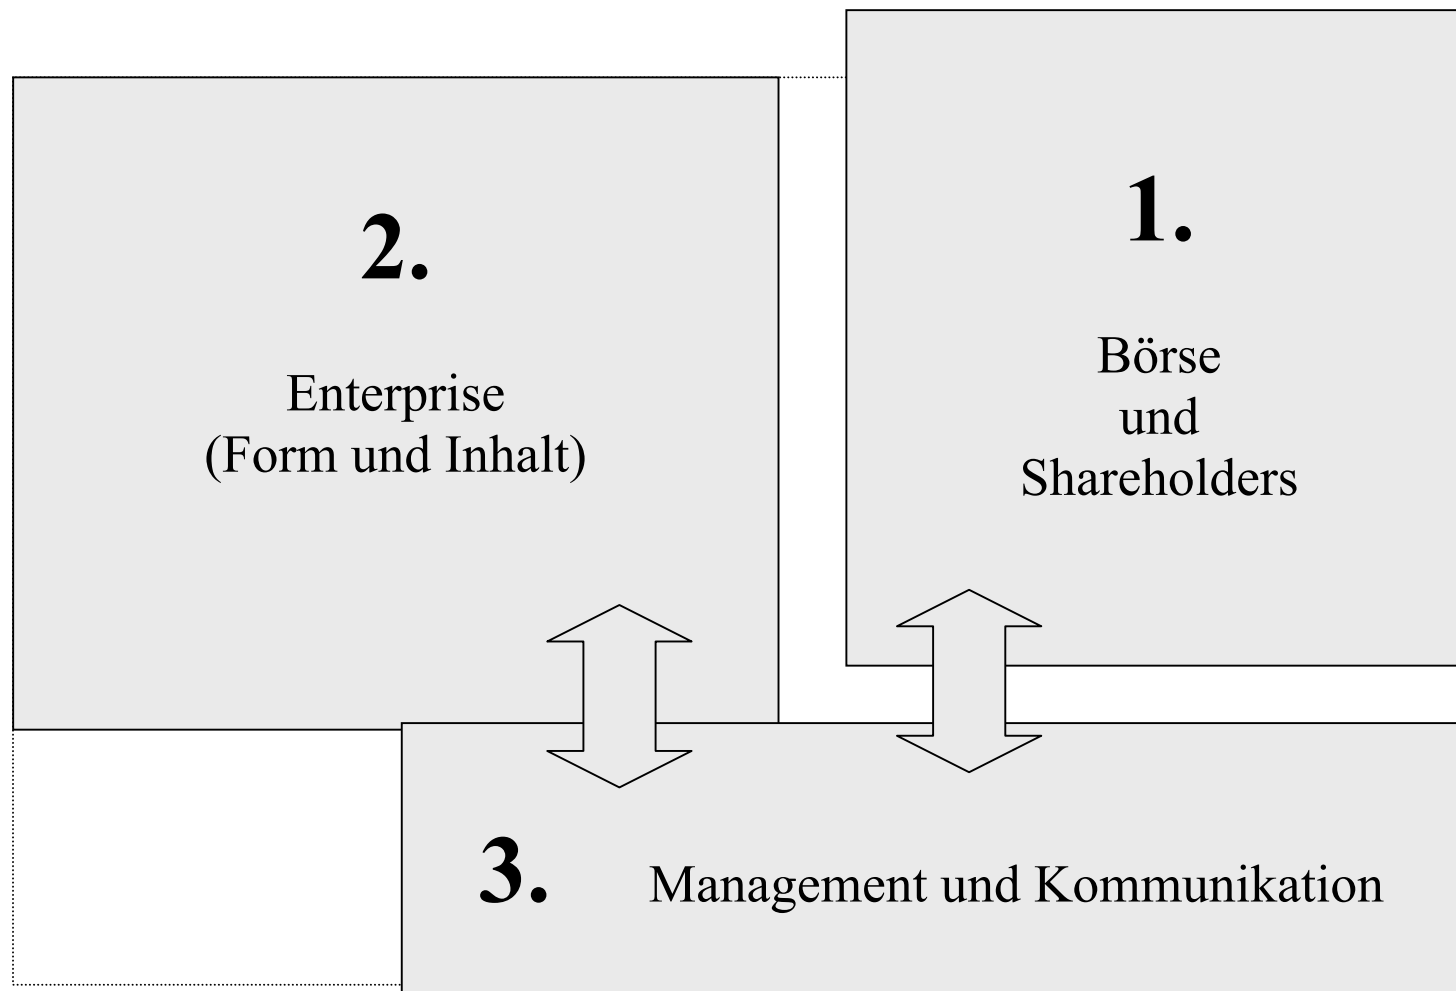 2.
Enterprise
(Form und Inhalt)
1.
Börse
und
Shareholders
3. Management und Kommunikation